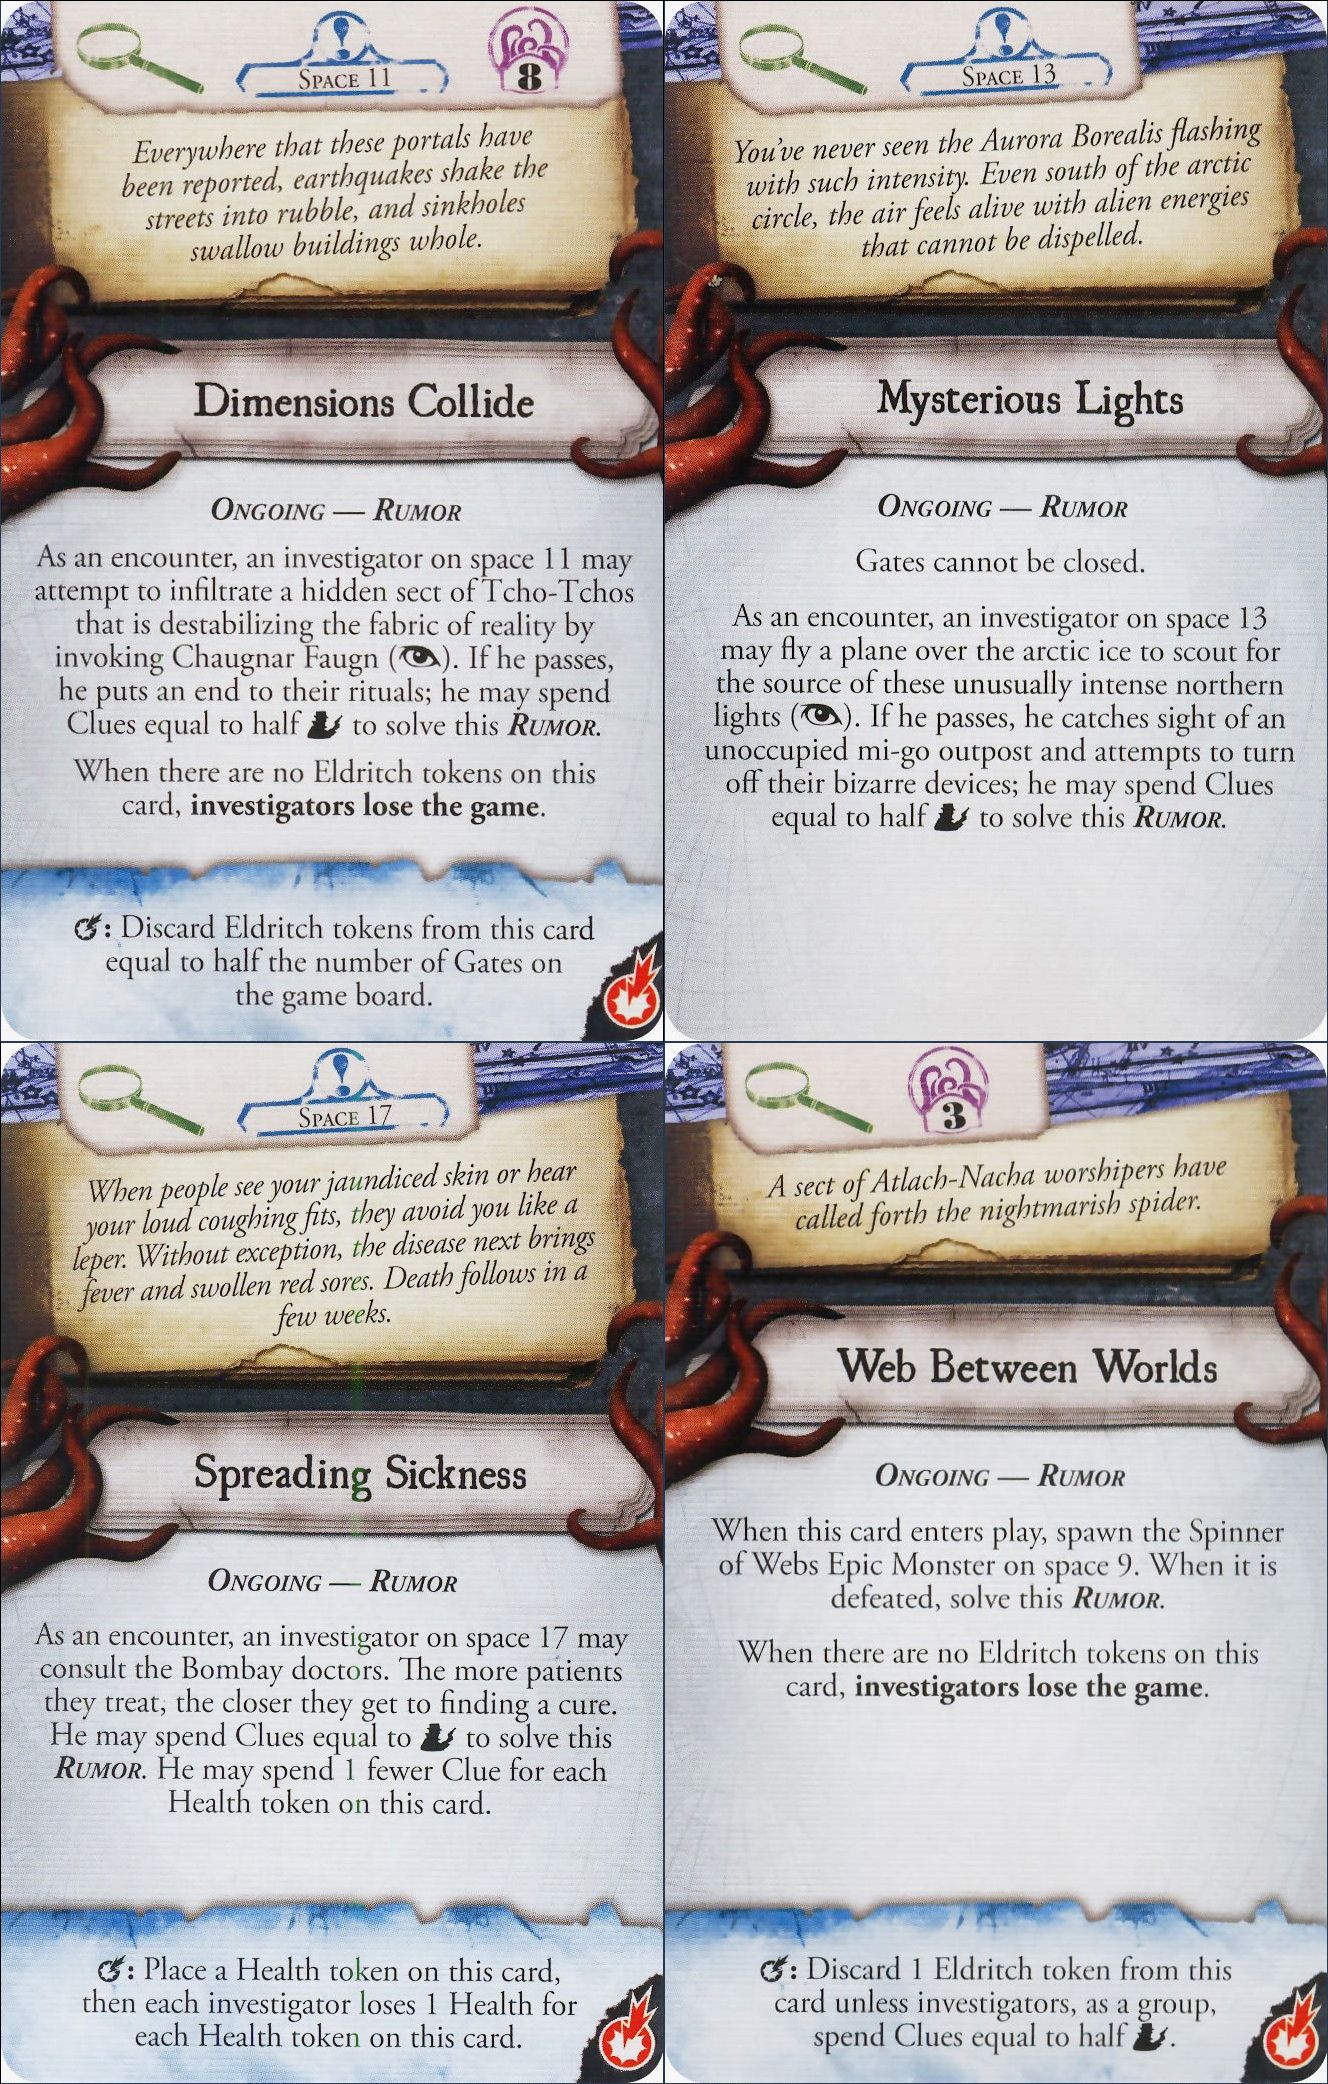 Space 11
8
Everywhere that these portals have
been reported, earthquakes shake the
streets into rubble, and sinkholes
swallow buildings whole.
Dimensions Collide
Ongoing — Rumor
As an encounter, an investigator on space 11 may
attempt to infiltrate a hidden sect of Tcho-Tchos
that is destabilizing the fabric of reality by
invoking Chaugnar Faugn ( ). If he passes,
he puts an end to their rituals; he may spend
Clues equal to half to solve this Rumor.
When there are no Eldritch tokens on this
card, investigators lose the game.
: Discard Eldritch tokens from this card
equal to half the number of Gates on
the game board.
Space 13
You've never seen the Aurora Borealis flashing
with such intensity. Even south of the arctic
circle, the air feels alive with alien energies
that cannot be dispelled.
Mysterious Lights
Ongoing — Rumor
Gates cannot be closed.
As an encounter, an investigator on space 13
may fly a plane over the arctic ice to scout for
the source of these unusually intense northern
lights ( ). If he passes, he catches sight of an
unoccupied mi-go outpost and attempts to turn
off their bizarre devices; he may spend Clues
equal to half to solve this Rumor.
Space 17
When people see your jaundiced skin or hear
your loud coughing fits, they avoid you like a
leper. Without exception, the disease next brings
fever and swollen red sores. Death follows in a
few weeks.
Spreading Sickness
Ongoing — Rumor
As an encounter, an investigator on space 17 may
consult the Bombay doctors. The more patients
they treat, the closer they get to finding a cure.
He may spend Clues equal to to solve this
Rumor. He may spend 1 fewer Clue for each
Health token on this card.
: Place a Health token on this card,
then each investigator loses 1 Health for
each Health token on this card.
3
A sect of Atlach-Nacha worshipers have
called forth the nightmarish spider.
Web Between Worlds
Ongoing — Rumor
When this card enters play, spawn the Spinner
of Webs Epic Monster on space 9. When it is
defeated, solve this Rumor.
When there are no Eldritch tokens on this
card, investigators lose the game.
: Discard 1 Eldritch token from this
card unless investigators, as a group,
spend Clues equal to half .